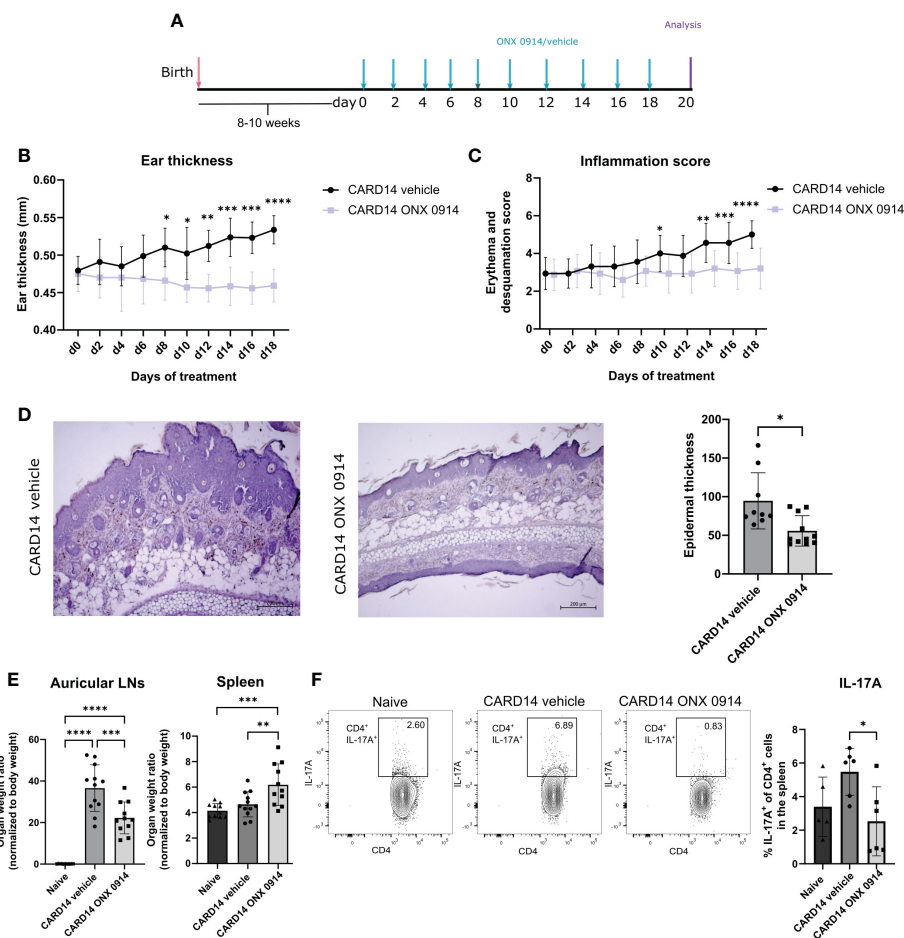 A
ONX 0914/vehicle
Analysis
Birth
day 0 2 4 6 8 10 12 14 16 18 20
8-10 weeks
B
Ear thickness
Ear thickness (mm)
0.60
0.55
0.50
0.45
0.40
* * ** *** *** ****
CARD14 vehicle
CARD14 ONX 0914
d0 d2 d4 d6 d8 d10 d12 d14 d16 d18
Days of treatment
C
Inflammation score
Erythema and
desquamation score
8
6
4
2
0
* ** *** ****
CARD14 vehicle
CARD14 ONX 0914
d0 d2 d4 d6 d8 d10 d12 d14 d16 d18
Days of treatment
D
CARD14 vehicle
CARD14 ONX 0914
200 µm
Epidermal thickness
200
150
100
50
0
*
CARD14 vehicle
CARD14 ONX 0914
E
Auricular LNs
Organ weight ratio
(normalized to body weight)
60
40
20
0
****
**** ***
Naive
CARD14 vehicle
CARD14 ONX 0914
Spleen
Organ weight ratio
(normalized to body weight)
10
8
6
4
2
0
***
**
Naive
CARD14 vehicle
CARD14 ONX 0914
F
Naive
CD4⁺
IL-17A⁺
2.60
IL-17A
CD4
CARD14 vehicle
CD4⁺
IL-17A⁺
6.89
IL-17A
CD4
CARD14 ONX 0914
CD4⁺
IL-17A⁺
0.83
IL-17A
CD4
IL-17A
% IL-17A⁺ of CD4⁺ cells
in the spleen
8
6
4
2
0
*
Naive
CARD14 vehicle
CARD14 ONX 0914